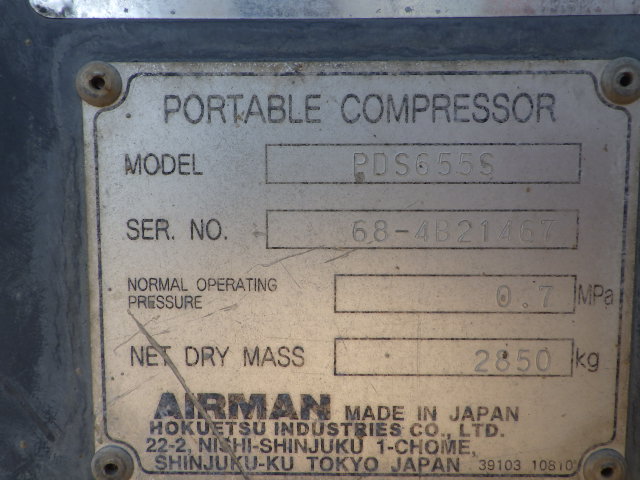 PORTABLE COMPRESSOR
MODEL PDS655S
SER. NO. 68-4B21467
NORMAL OPERATING
PRESSURE 0.7 MPa
NET DRY MASS 2850 kg
AIRMAN MADE IN JAPAN
HOKUETSU INDUSTRIES CO., LTD.
22-2, NISHI-SHINJUKU 1-CHOME,
SHINJUKU-KU TOKYO JAPAN 39103 10810